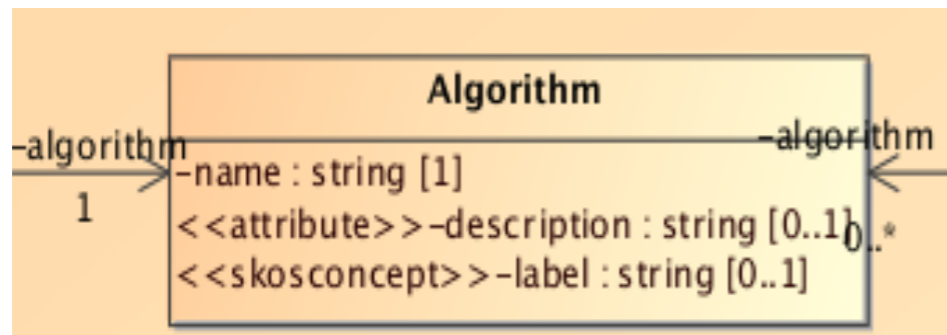 Algorithm
-algorithm
-algorithm
-name : string [1]
1
<<attribute>>-description : string [0..1]
0..*
<<skosconcept>>-label : string [0..1]